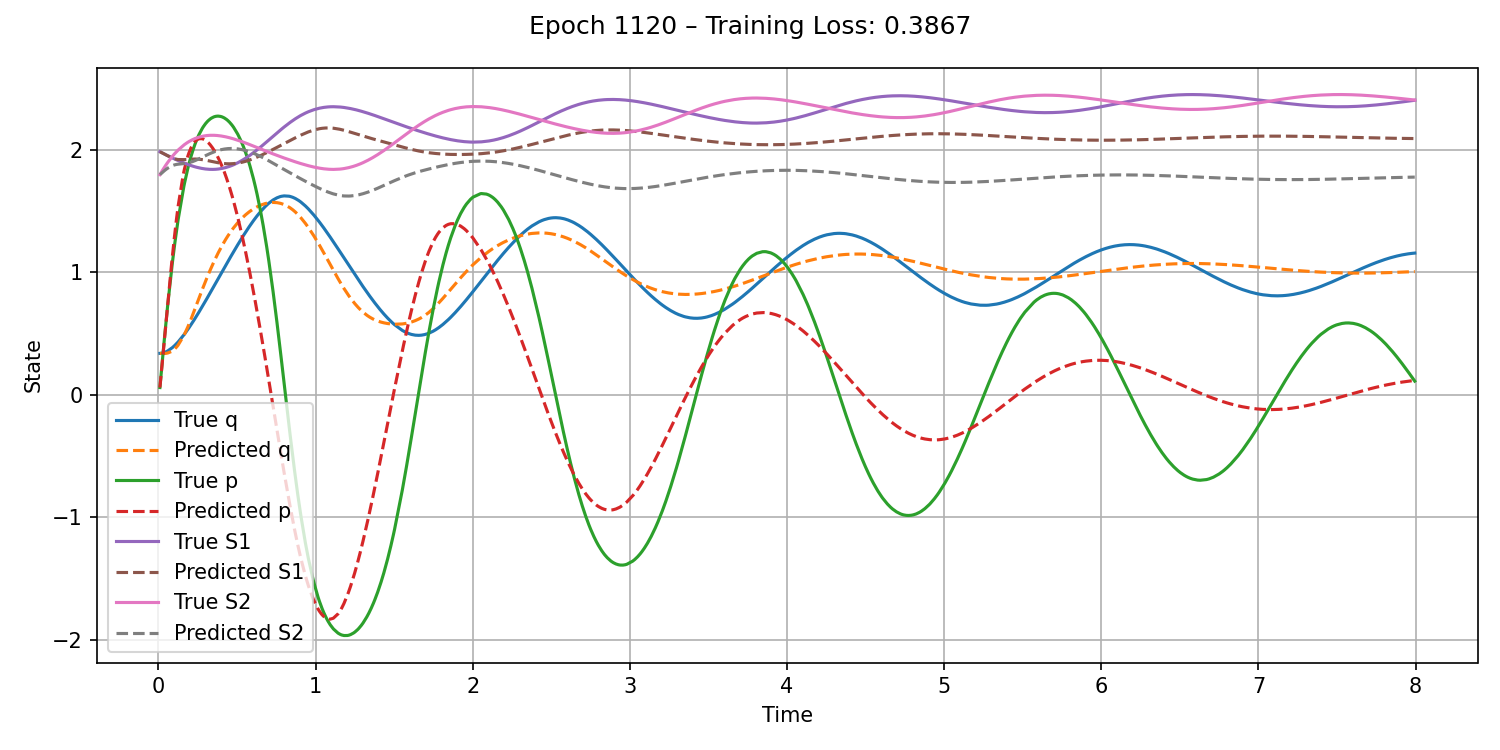 Epoch 1120 – Training Loss: 0.3867
State
2
1
0
−1
−2
True q
Predicted q
True p
Predicted p
True S1
Predicted S1
True S2
Predicted S2
0 1 2 3 4 5 6 7 8
Time